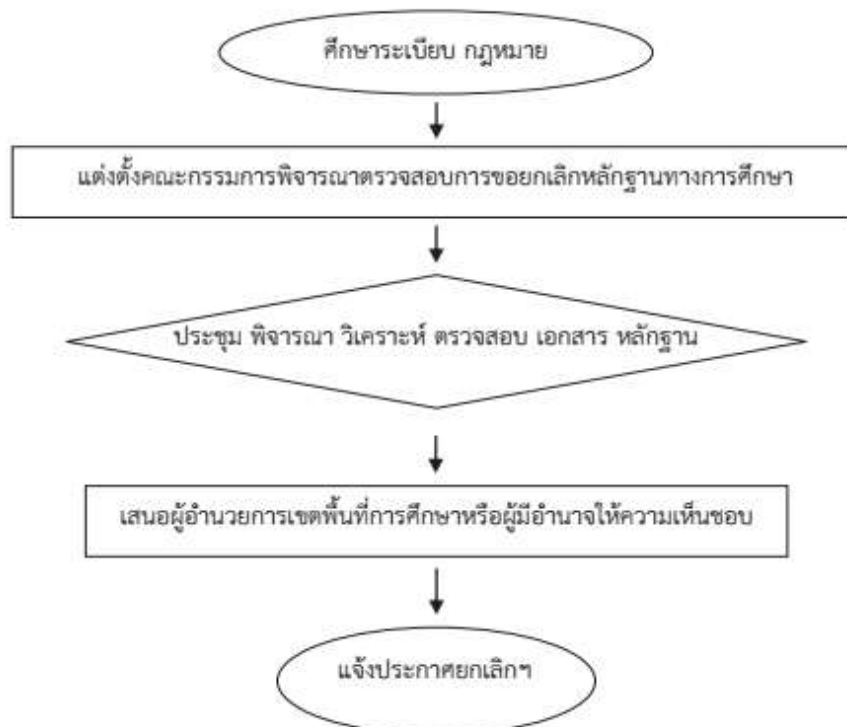 ศึกษาระเบียบ กฎหมาย
แต่งตั้งคณะกรรมการพิจารณาตรวจสอบการขอยกเลิกหลักฐานทางการศึกษา
ประชุม พิจารณา วิเคราะห์ ตรวจสอบ เอกสาร หลักฐาน
เสนอผู้อำนวยการเขตพื้นที่การศึกษาหรือผู้มีอำนาจให้ความเห็นชอบ
แจ้งประกาศยกเลิกฯ